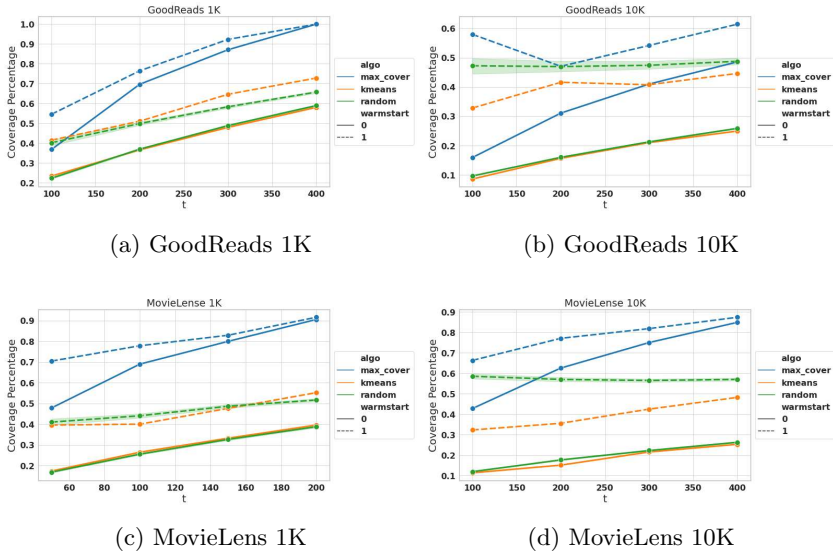 GoodReads 1K
Coverage Percentage
1.0
0.9
0.8
0.7
0.6
0.5
0.4
0.3
0.2
100 150 200 250 300 350 400
t
algo
max_cover
kmeans
random
warmstart
0
1
(a) GoodReads 1K
GoodReads 10K
Coverage Percentage
0.6
0.5
0.4
0.3
0.2
0.1
100 150 200 250 300 350 400
t
algo
max_cover
kmeans
random
warmstart
0
1
(b) GoodReads 10K
MovieLense 1K
Coverage Percentage
0.9
0.8
0.7
0.6
0.5
0.4
0.3
0.2
60 80 100 120 140 160 180 200
t
algo
max_cover
kmeans
random
warmstart
0
1
(c) MovieLens 1K
MovieLense 10K
Coverage Percentage
0.9
0.8
0.7
0.6
0.5
0.4
0.3
0.2
0.1
100 150 200 250 300 350 400
t
algo
max_cover
kmeans
random
warmstart
0
1
(d) MovieLens 10K